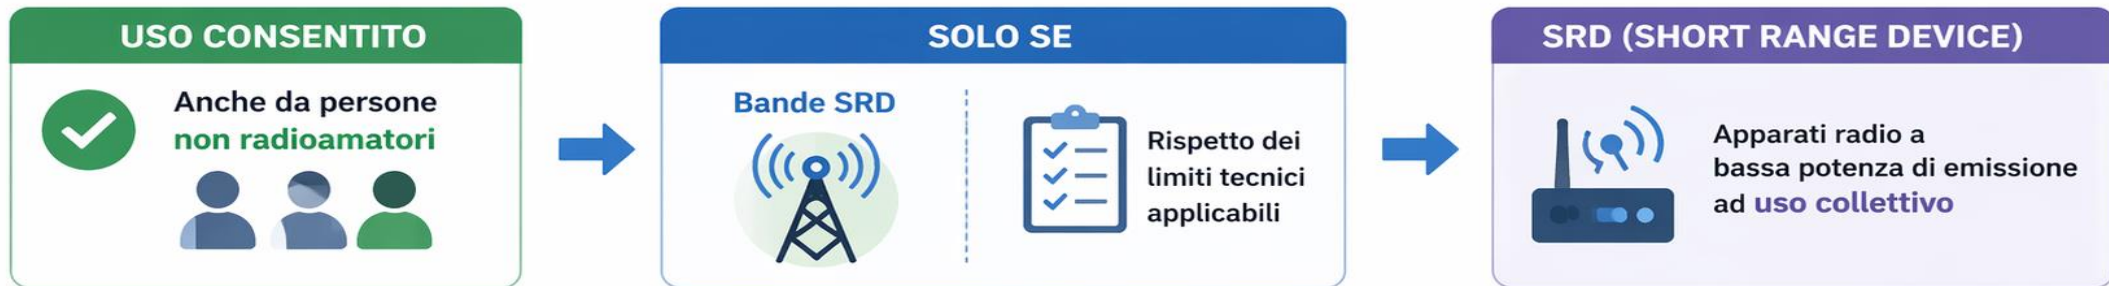 USO CONSENTITO
Anche da persone
non radioamatori
SOLO SE
Bande SRD
Rispetto dei
limiti tecnici
applicabili
SRD (SHORT RANGE DEVICE)
Apparati radio a
bassa potenza di emissione
ad uso collettivo